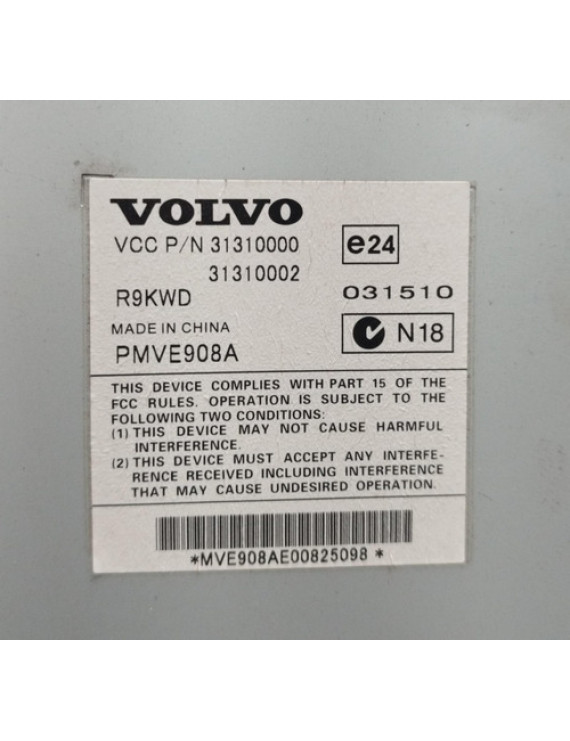 VOLVO
VCC P/N 31310000
31310002
e24
R9KWD
031510
MADE IN CHINA
N18
PMVE908A
THIS DEVICE COMPLIES WITH PART 15 OF THE
FCC RULES. OPERATION IS SUBJECT TO THE
FOLLOWING TWO CONDITIONS:
(1) THIS DEVICE MAY NOT CAUSE HARMFUL
INTERFERENCE.
(2) THIS DEVICE MUST ACCEPT ANY INTERFE-
RENCE RECEIVED INCLUDING INTERFERENCE
THAT MAY CAUSE UNDESIRED OPERATION.
*MVE908AE00825098 *